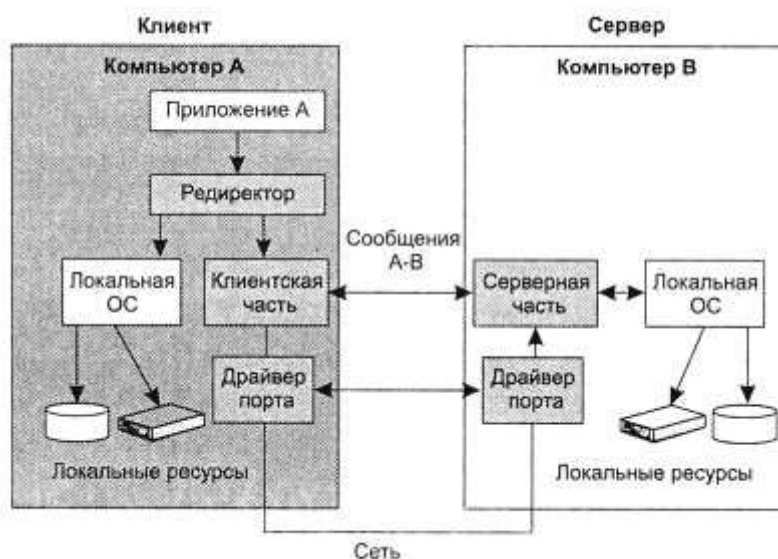 Клиент
Сервер
Компьютер А
Компьютер В
Приложение А
Редиректор
Сообщения
А-В
Локальная
ОС
Клиентская
часть
Серверная
часть
Локальная
ОС
Драйвер
порта
Драйвер
порта
Локальные ресурсы
Локальные ресурсы
Сеть